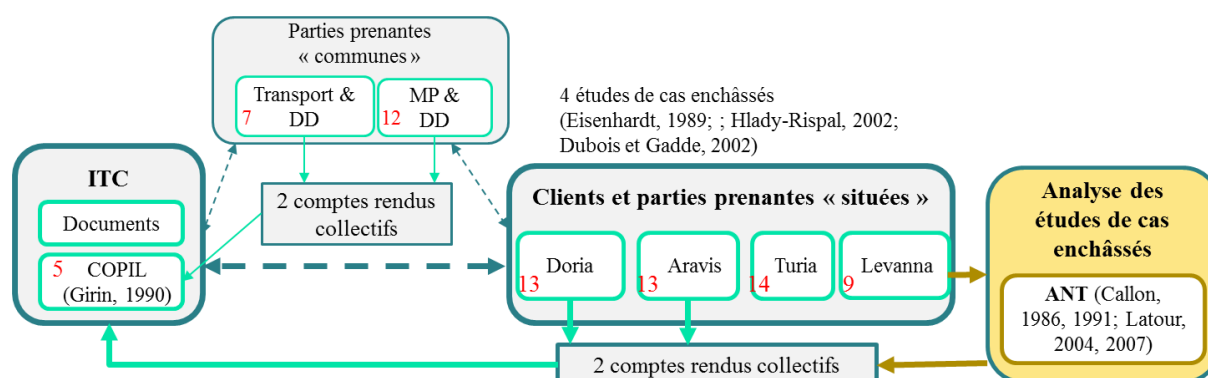 Parties prenantes
« communes »
Transport &
DD
7
MP &
DD
12
4 études de cas enchâssés
(Eisenhardt, 1989; ; Hlady-Rispal, 2002;
Dubois et Gadde, 2002)
ITC
Documents
5 COPIL
(Girin, 1990)
2 comptes rendus
collectifs
Clients et parties prenantes « situées »
Doria
13
Aravis
13
Turia
14
Levanna
9
Analyse des
études de cas
enchâssés
ANT (Callon,
1986, 1991; Latour,
2004, 2007)
2 comptes rendus collectifs